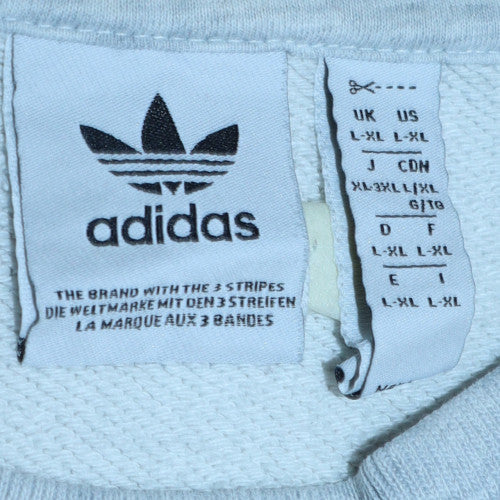 adidas
THE BRAND WITH THE 3 STRIPES
DIE WELTMARKE MIT DEN 3 STREIFEN
LA MARQUE AUX 3 BANDES
UK US
L-XL L-XL
J CDN
XL-3XL L/XL
G/TG
D F
L-XL L-XL
E I
L-XL L-XL